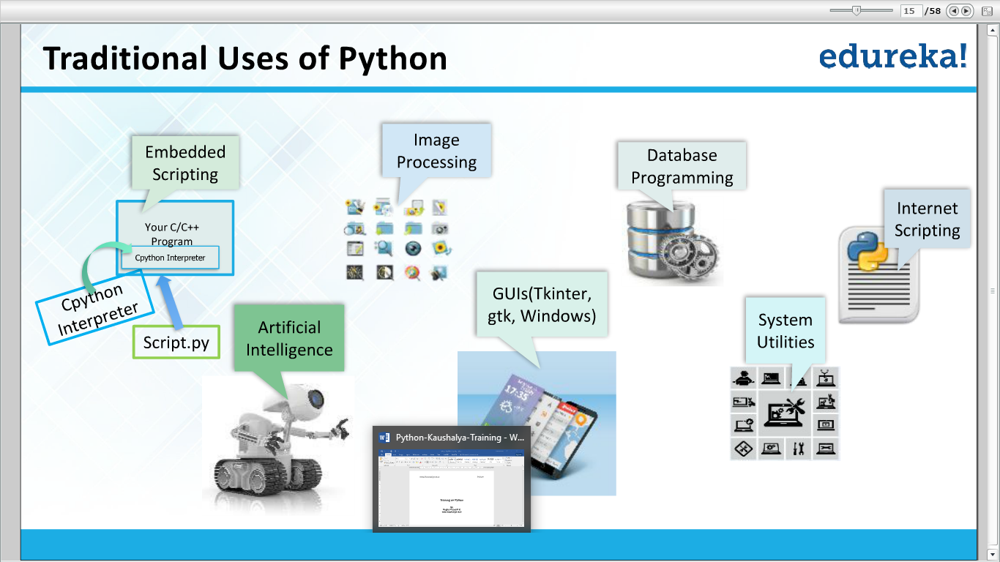 15 /58
Traditional Uses of Python
edureka!
Embedded
Scripting
Image
Processing
Database
Programming
Internet
Scripting
Your C/C++
Program
Cpython Interpreter
Cpython
Interpreter
Script.py
Artificial
Intelligence
GUIs(Tkinter,
gtk, Windows)
System
Utilities
17:35
Python-Kaushalya-Training - W...
Training on Python